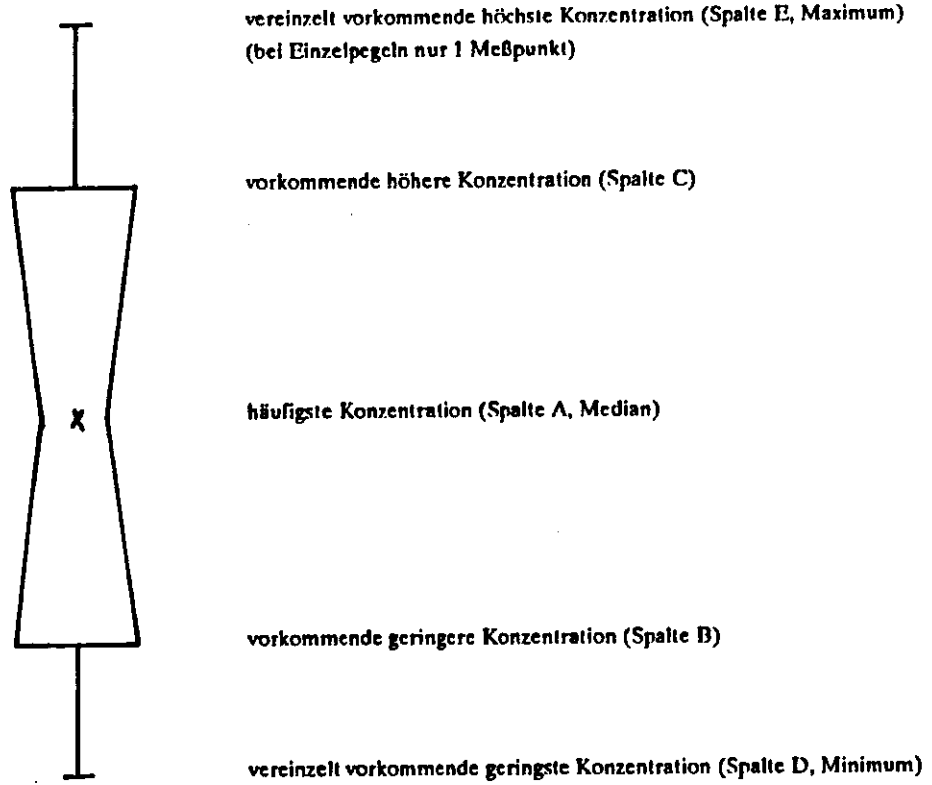 vereinzelt vorkommende höchste Konzentration (Spalte E, Maximum)
(bei Einzelpegeln nur 1 Meßpunkt)
vorkommende höhere Konzentration (Spalte C)
häufigste Konzentration (Spalte A, Median)
x
vorkommende geringere Konzentration (Spalte B)
vereinzelt vorkommende geringste Konzentration (Spalte D, Minimum)